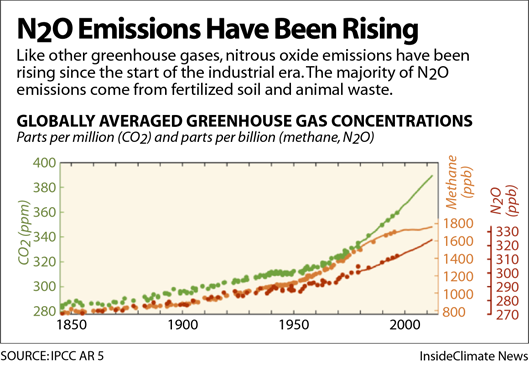 N2O Emissions Have Been Rising
Like other greenhouse gases, nitrous oxide emissions have been
rising since the start of the industrial era. The majority of N2O
emissions come from fertilized soil and animal waste.
GLOBALLY AVERAGED GREENHOUSE GAS CONCENTRATIONS
Parts per million (CO2) and parts per billion (methane, N2O)
CO2 (ppm)
400
380
360
340
320
300
280
1850
1900
1950
2000
Methane
(ppb)
1800
1600
1400
1200
1000
800
N2O
(ppb)
330
320
310
300
290
280
270
SOURCE: IPCC AR 5
InsideClimate News